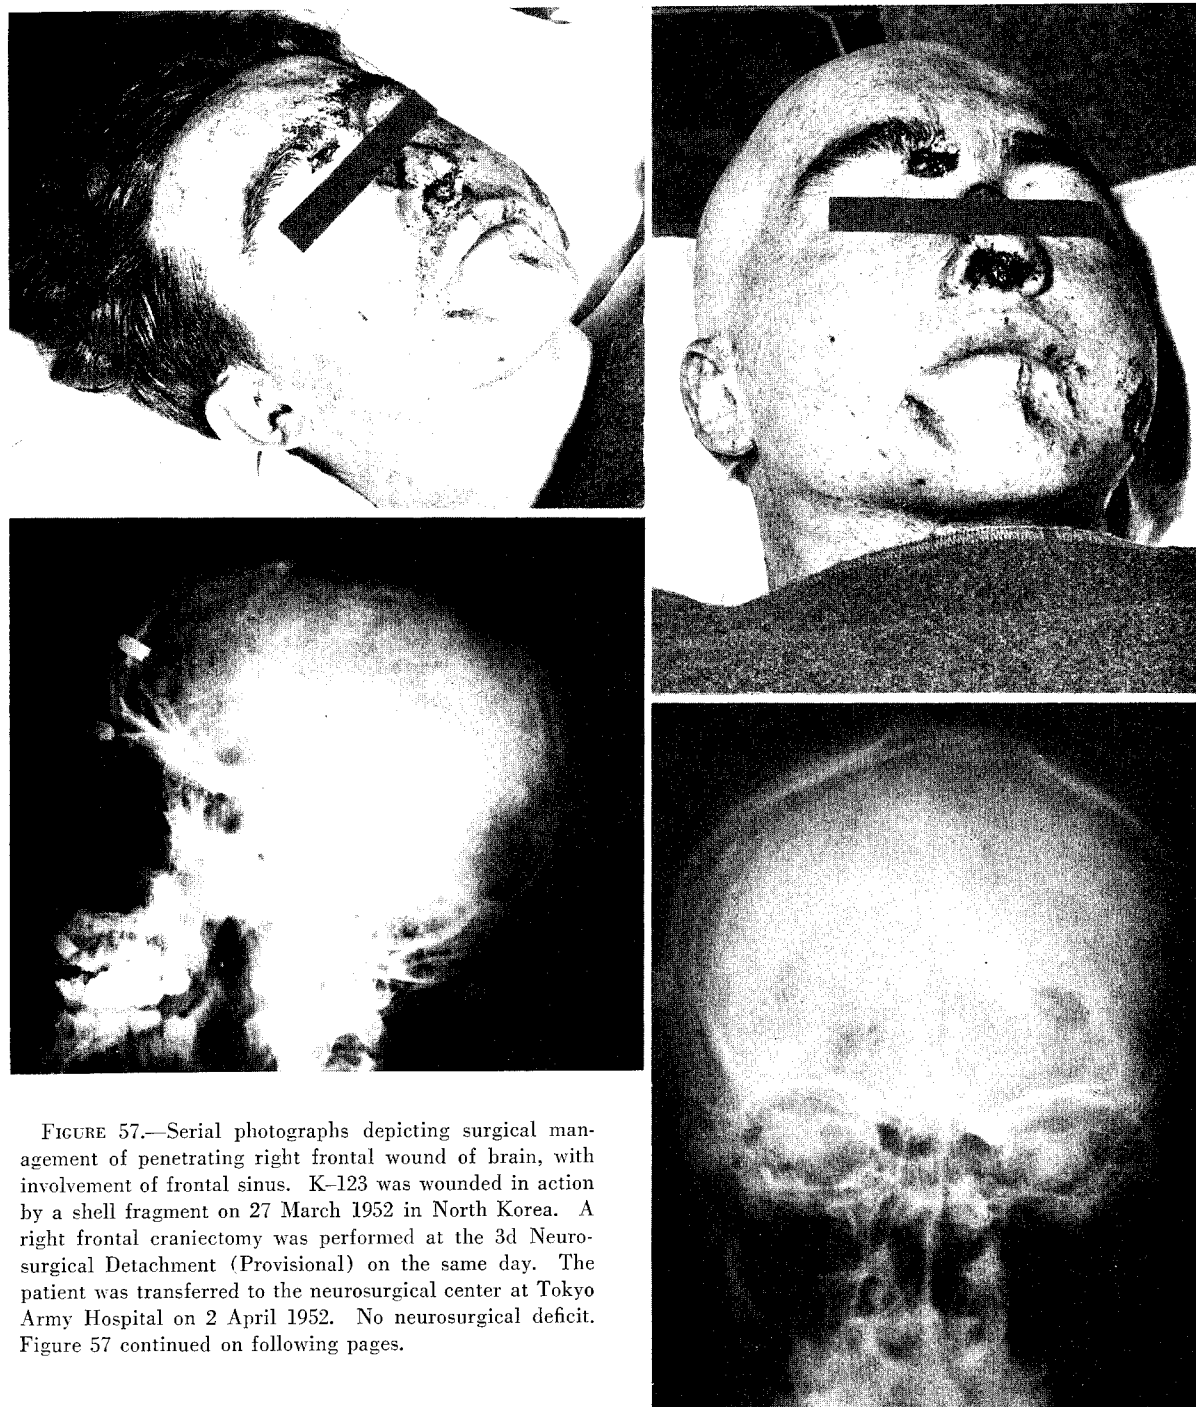 FIGURE 57.—Serial photographs depicting surgical man-
agement of penetrating right frontal wound of brain, with
involvement of frontal sinus. K–123 was wounded in action
by a shell fragment on 27 March 1952 in North Korea. A
right frontal craniectomy was performed at the 3d Neuro-
surgical Detachment (Provisional) on the same day. The
patient was transferred to the neurosurgical center at Tokyo
Army Hospital on 2 April 1952. No neurosurgical deficit.
Figure 57 continued on following pages.